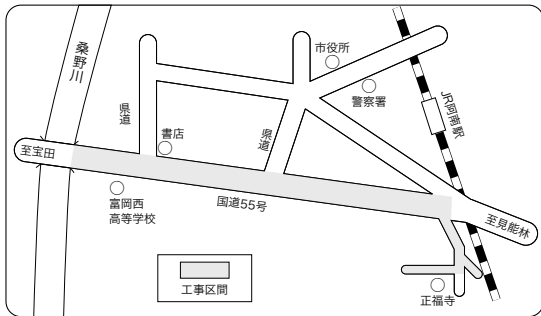 市役所
桑野川
警察署
JR阿南駅
県道
書店
県道
至宝田
富岡西
高等学校
国道55号
至見能林
工事区間
正福寺